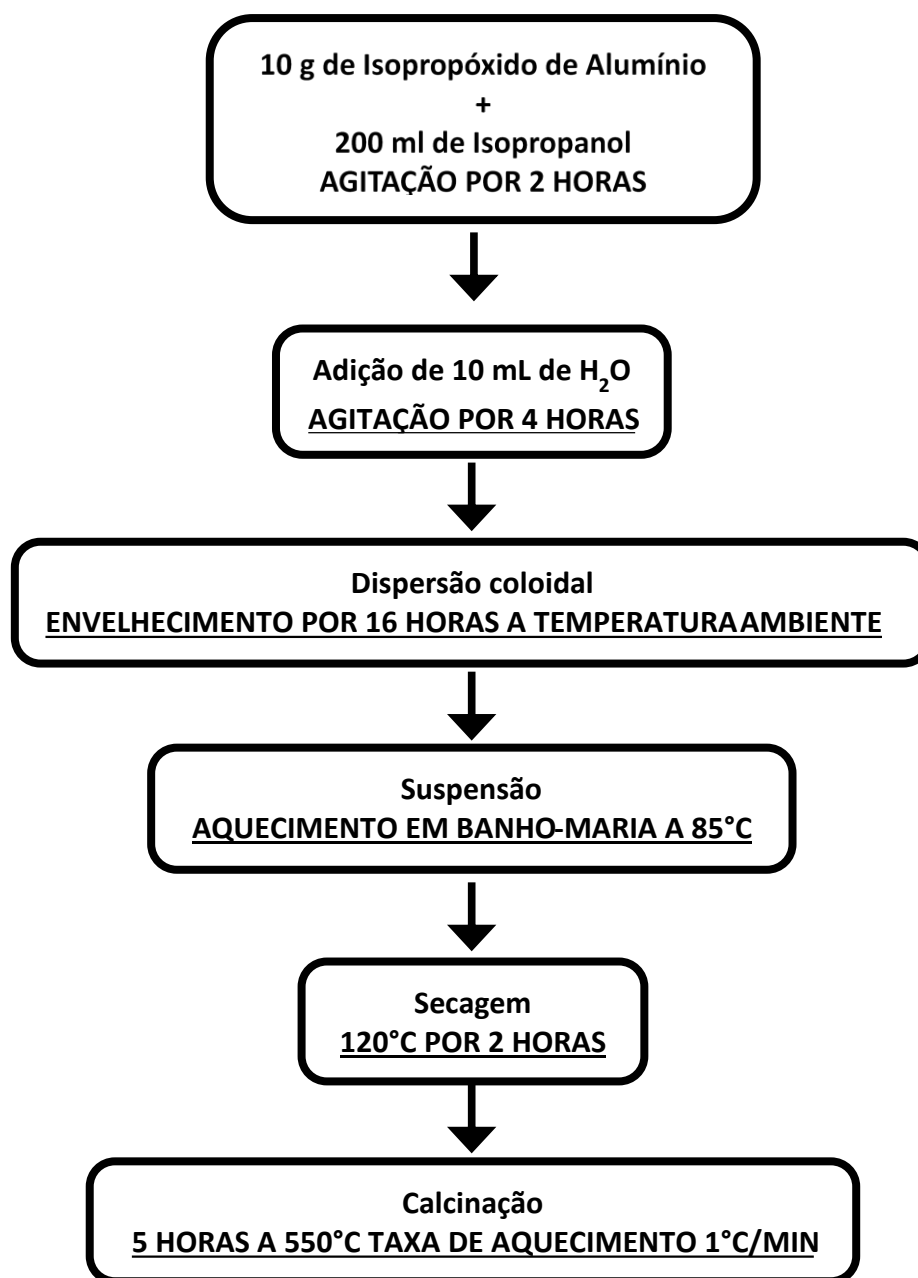 10 g de Isopropóxido de Alumínio
+
200 ml de Isopropanol
AGITAÇÃO POR 2 HORAS
Adição de 10 mL de H₂O
AGITAÇÃO POR 4 HORAS
Dispersão coloidal
ENVELHECIMENTO POR 16 HORAS A TEMPERATURA AMBIENTE
Suspensão
AQUECIMENTO EM BANHO-MARIA A 85°C
Secagem
120°C POR 2 HORAS
Calcinação
5 HORAS A 550°C TAXA DE AQUECIMENTO 1°C/MIN